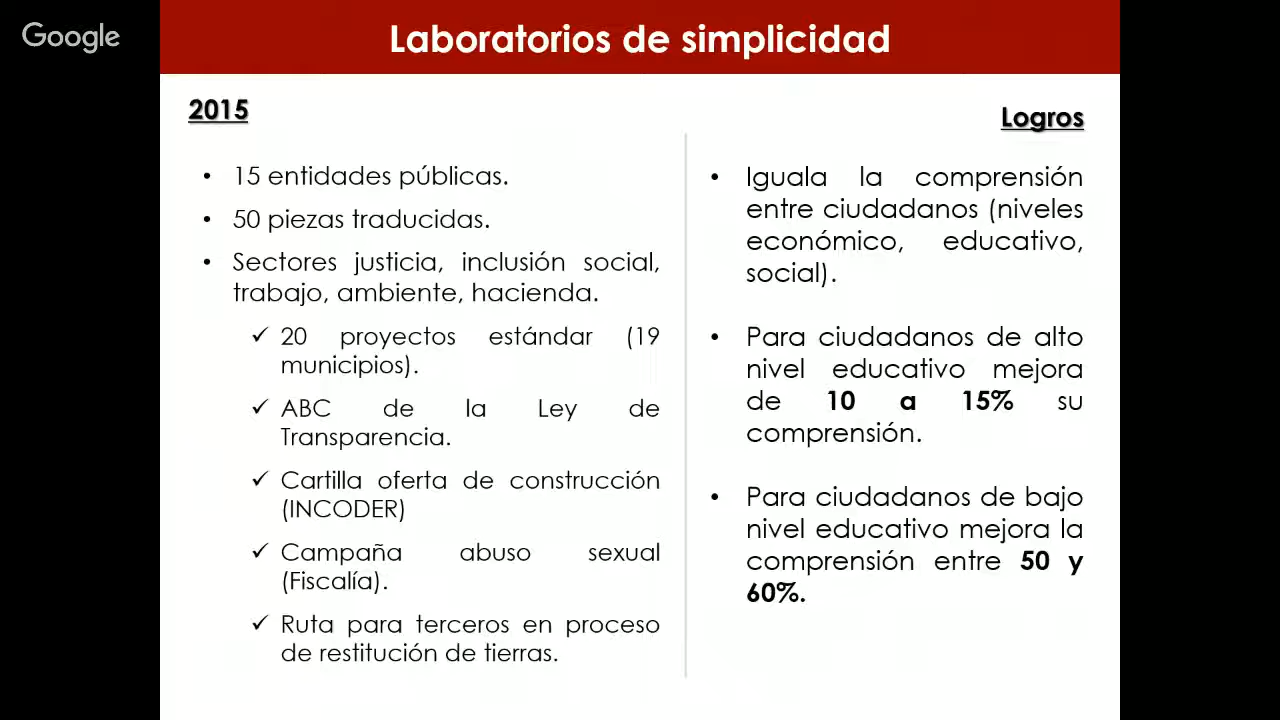 Google
Laboratorios de simplicidad
2015
• 15 entidades públicas.
• 50 piezas traducidas.
• Sectores justicia, inclusión social,
trabajo, ambiente, hacienda.
✓ 20 proyectos estándar (19
municipios).
✓ ABC de la Ley de
Transparencia.
✓ Cartilla oferta de construcción
(INCODER)
✓ Campaña abuso sexual
(Fiscalía).
✓ Ruta para terceros en proceso
de restitución de tierras.
Logros
• Iguala la comprensión
entre ciudadanos (niveles
económico, educativo,
social).
• Para ciudadanos de alto
nivel educativo mejora
de 10 a 15% su
comprensión.
• Para ciudadanos de bajo
nivel educativo mejora la
comprensión entre 50 y
60%.